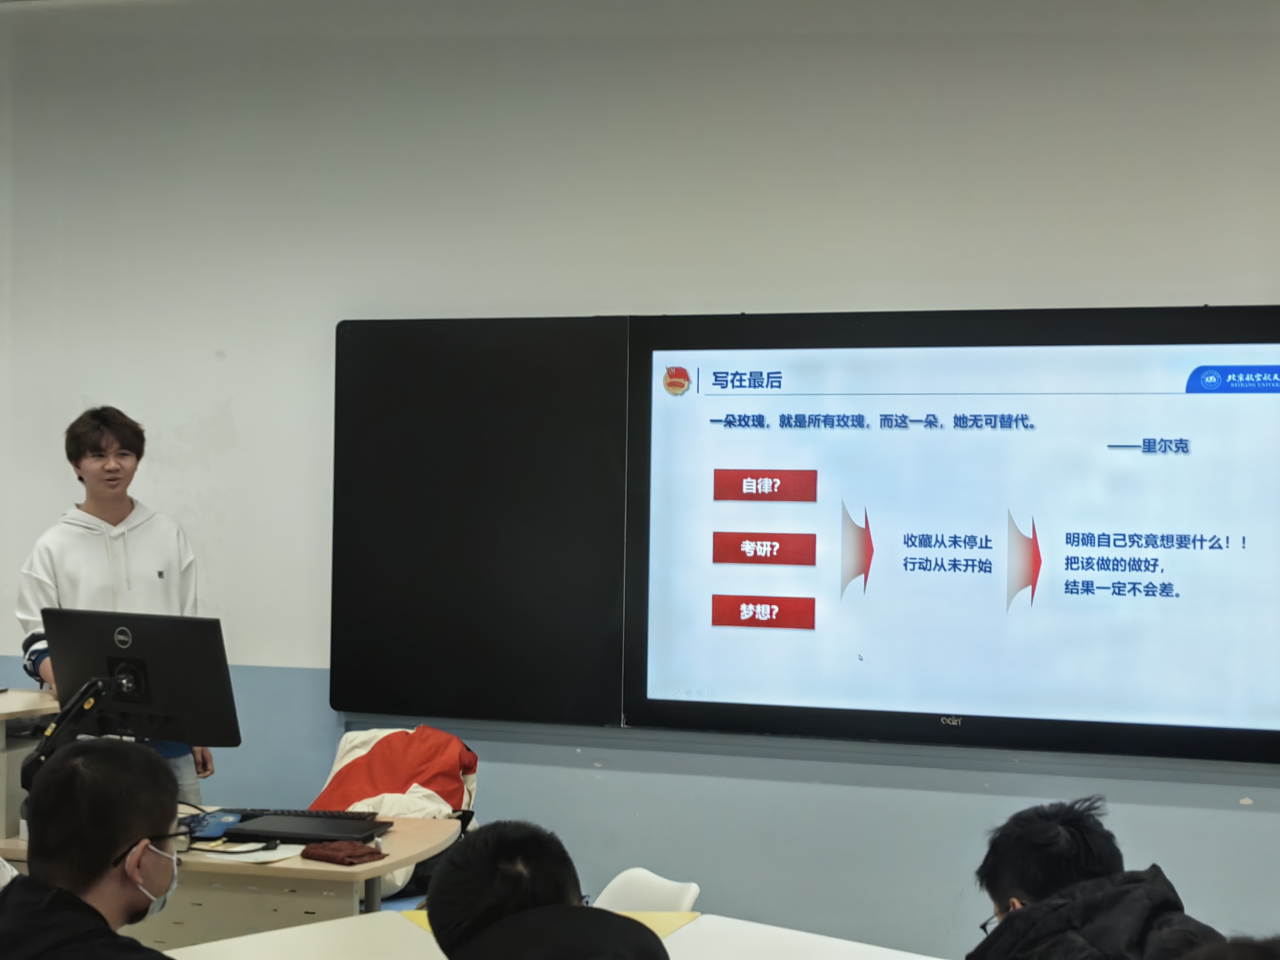 写在最后
北京航空航天
BEIHANG UNIVERS
一朵玫瑰，就是所有玫瑰，而这一朵，她无可替代。
——里尔克
自律？
考研？
梦想？
收藏从未停止
行动从未开始
明确自己究竟想要什么！！
把该做的做好，
结果一定不会差。
DELL